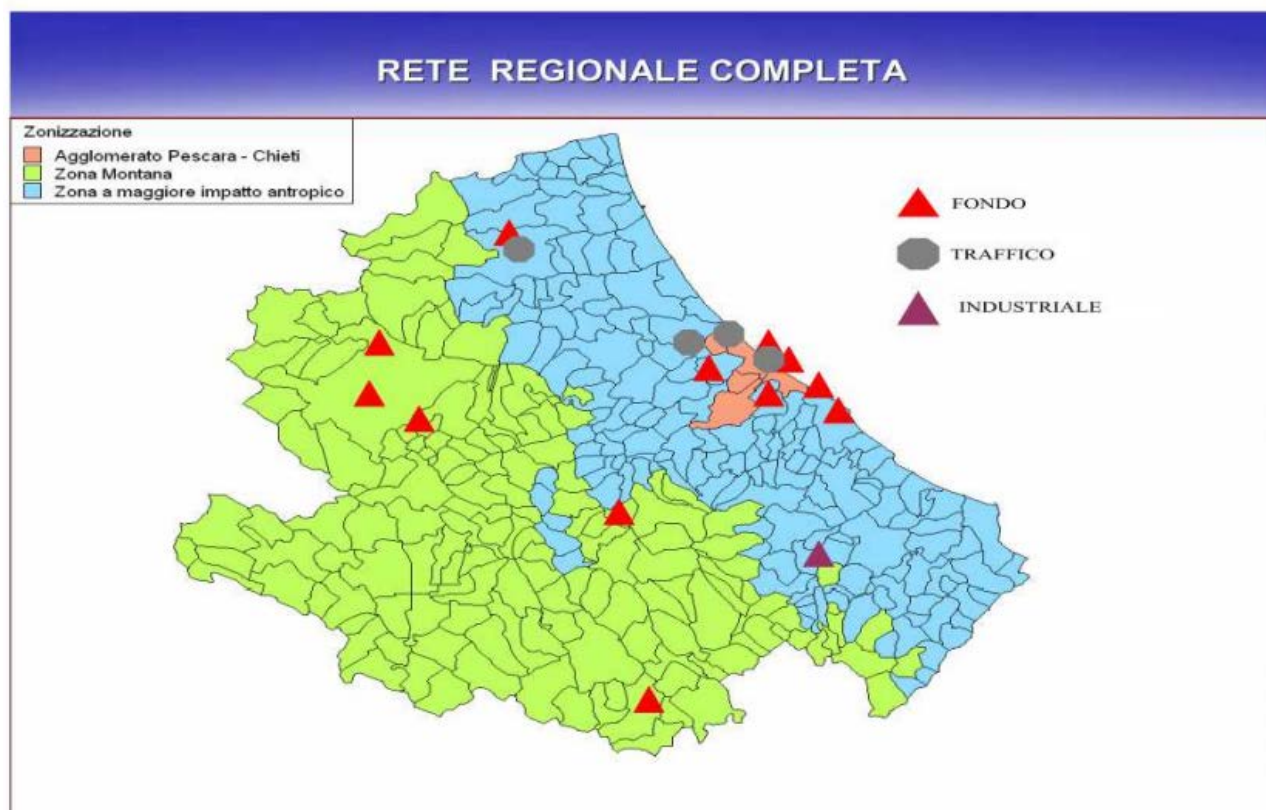 RETE REGIONALE COMPLETA
Zonizzazione
Agglomerato Pescara - Chieti
Zona Montana
Zona a maggiore impatto antropico
FONDO
TRAFFICO
INDUSTRIALE